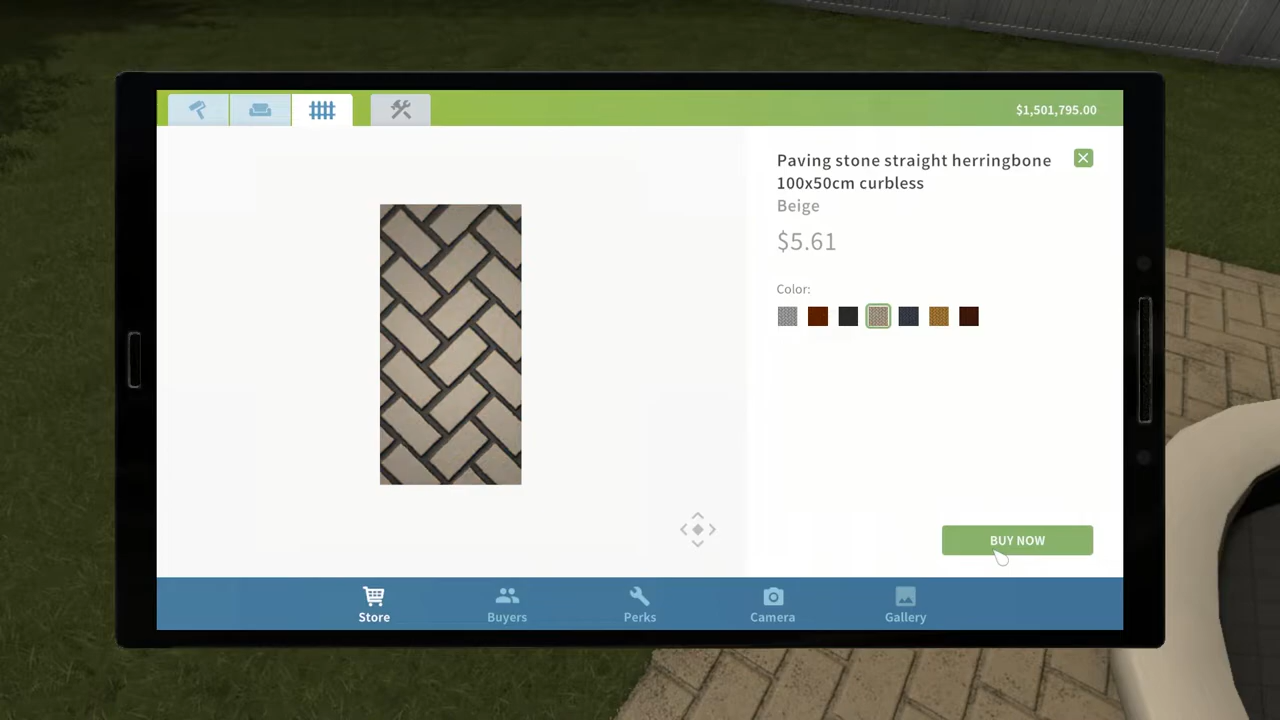 $1,501,795.00
Paving stone straight herringbone
100x50cm curbless
Beige
$5.61
Color:
BUY NOW
Store
Buyers
Perks
Camera
Gallery